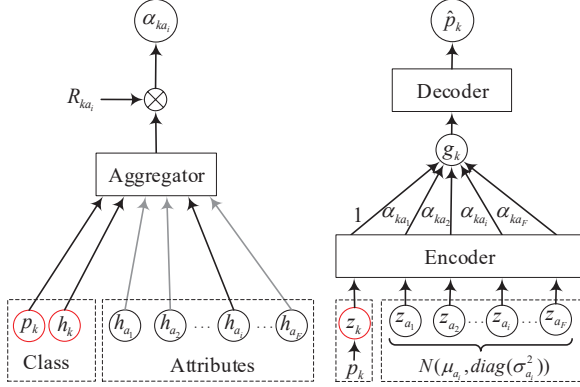 α_{ka_i}
R_{ka_i}
⊗
Aggregator
p_k h_k h_{a_1} h_{a_2} ... h_{a_i} ... h_{a_F}
Class Attributes
p̂_k
Decoder
g_k
1 α_{ka_1} α_{ka_2} α_{ka_i} α_{ka_F}
Encoder
z_k z_{a_1} z_{a_2} ... z_{a_i} ... z_{a_F}
p_k N(μ_{a_i}, diag(σ²_{a_i}))